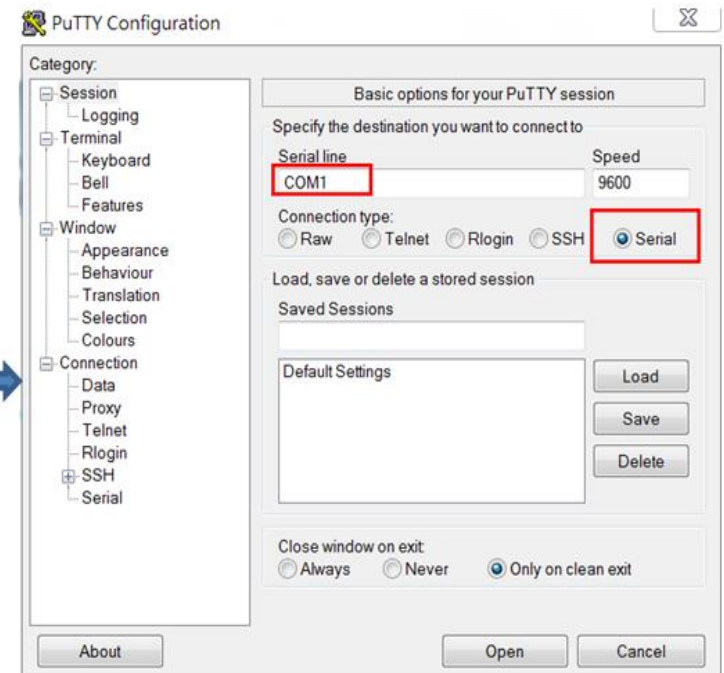 PuTTY Configuration
Category:
Session
Logging
Terminal
Keyboard
Bell
Features
Window
Appearance
Behaviour
Translation
Selection
Colours
Connection
Data
Proxy
Telnet
Rlogin
SSH
Serial
Basic options for your PuTTY session
Specify the destination you want to connect to
Serial line Speed
COM1 9600
Connection type:
Raw Telnet Rlogin SSH Serial
Load, save or delete a stored session
Saved Sessions
Default Settings
Load
Save
Delete
Close window on exit:
Always Never Only on clean exit
About Open Cancel